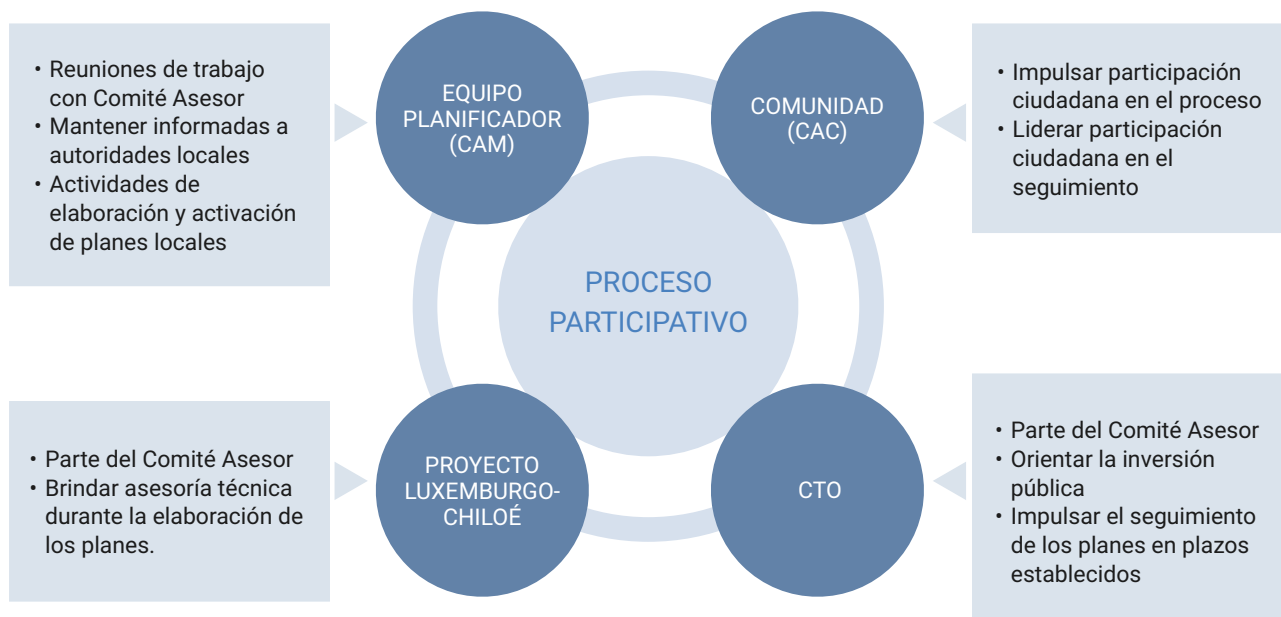 • Reuniones de trabajo
con Comité Asesor
• Mantener informadas a
autoridades locales
• Actividades de
elaboración y activación
de planes locales
EQUIPO
PLANIFICADOR
(CAM)
COMUNIDAD
(CAC)
• Impulsar participación
ciudadana en el proceso
• Liderar participación
ciudadana en el
seguimiento
PROCESO
PARTICIPATIVO
• Parte del Comité Asesor
• Brindar asesoría técnica
durante la elaboración de
los planes.
PROYECTO
LUXEMBURGO-
CHILOÉ
CTO
• Parte del Comité Asesor
• Orientar la inversión
pública
• Impulsar el seguimiento
de los planes en plazos
establecidos